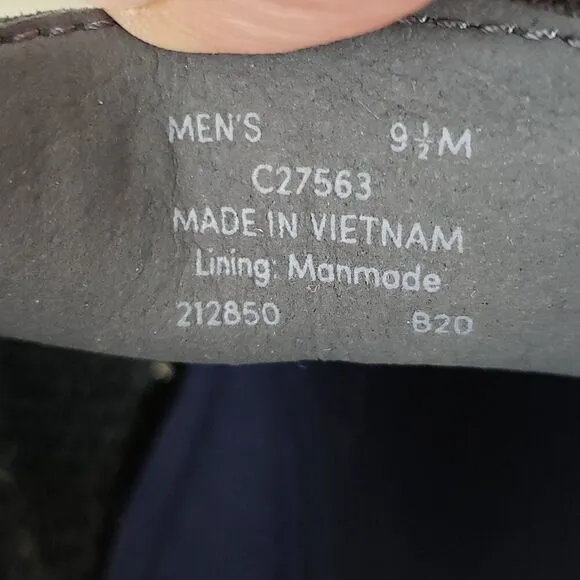 MEN'S 9½M
C27563
MADE IN VIETNAM
Lining: Manmade
212850 B20